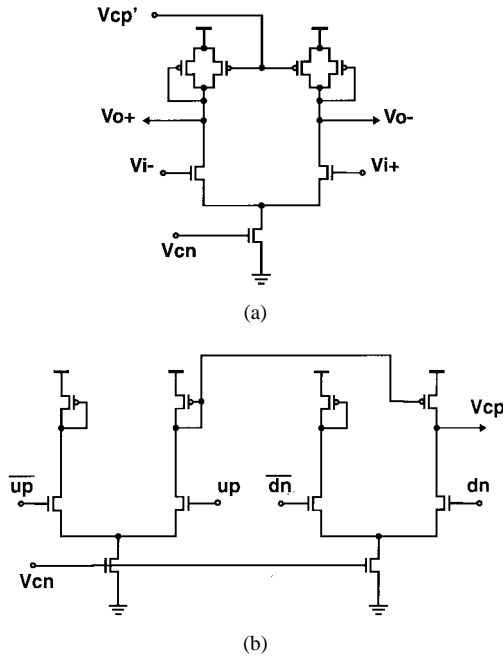 Vcp'
Vo+ Vo-
Vi- Vi+
Vcn
(a)
Vcp
up up dn dn
Vcn
(b)